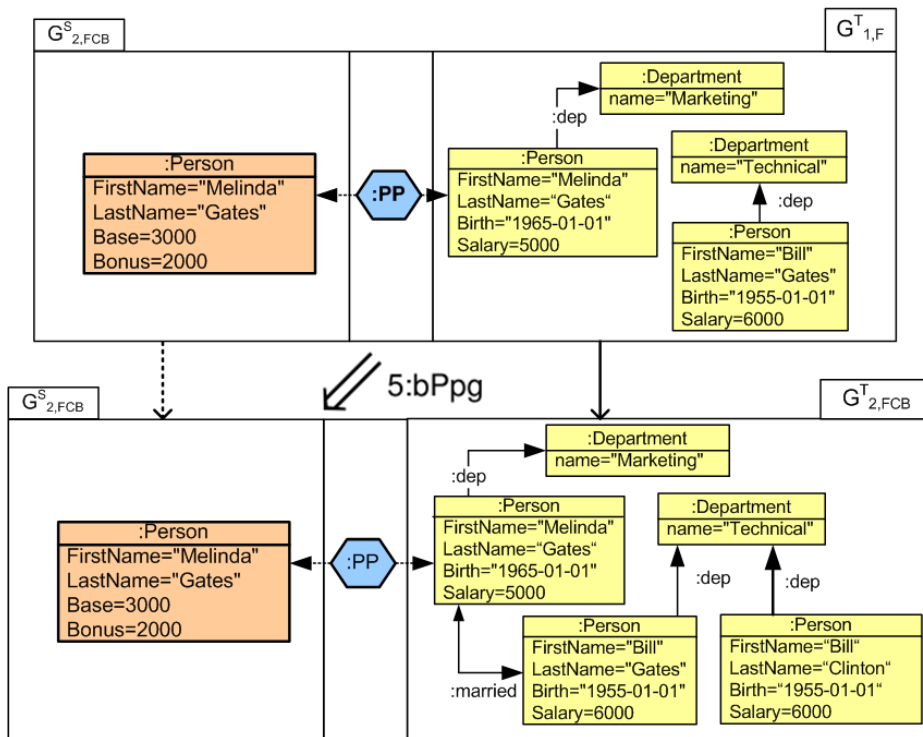 G^S_2,FCB
G^T_1,F
:Department
name="Marketing"
:dep
:Department
name="Technical"
:dep
:Person
FirstName="Melinda"
LastName="Gates"
Base=3000
Bonus=2000
:PP
:Person
FirstName="Melinda"
LastName="Gates“
Birth="1965-01-01"
Salary=5000
:Person
FirstName="Bill"
LastName="Gates"
Birth="1955-01-01"
Salary=6000
5:bPpg
G^S_2,FCB
G^T_2,FCB
:Department
name="Marketing"
:dep
:Person
FirstName="Melinda"
LastName="Gates"
Base=3000
Bonus=2000
:PP
:Person
FirstName="Melinda"
LastName=“Gates“
Birth="1965-01-01"
Salary=5000
:Department
name="Technical"
:dep
:dep
:married
:Person
FirstName="Bill"
LastName="Gates"
Birth="1955-01-01"
Salary=6000
:Person
FirstName=“Bill“
LastName=“Clinton“
Birth=“1955-01-01“
Salary=6000